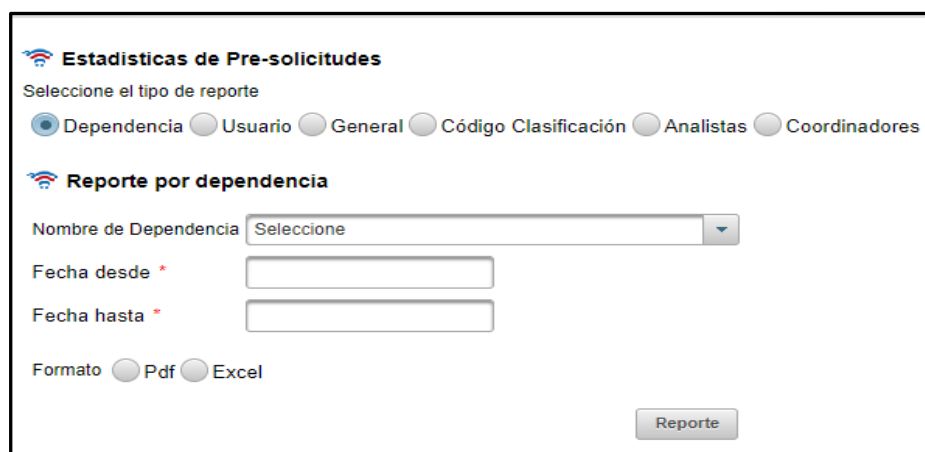 Estadisticas de Pre-solicitudes
Seleccione el tipo de reporte
Dependencia Usuario General Código Clasificación Analistas Coordinadores
Reporte por dependencia
Nombre de Dependencia Seleccione
Fecha desde *
Fecha hasta *
Formato Pdf Excel
Reporte